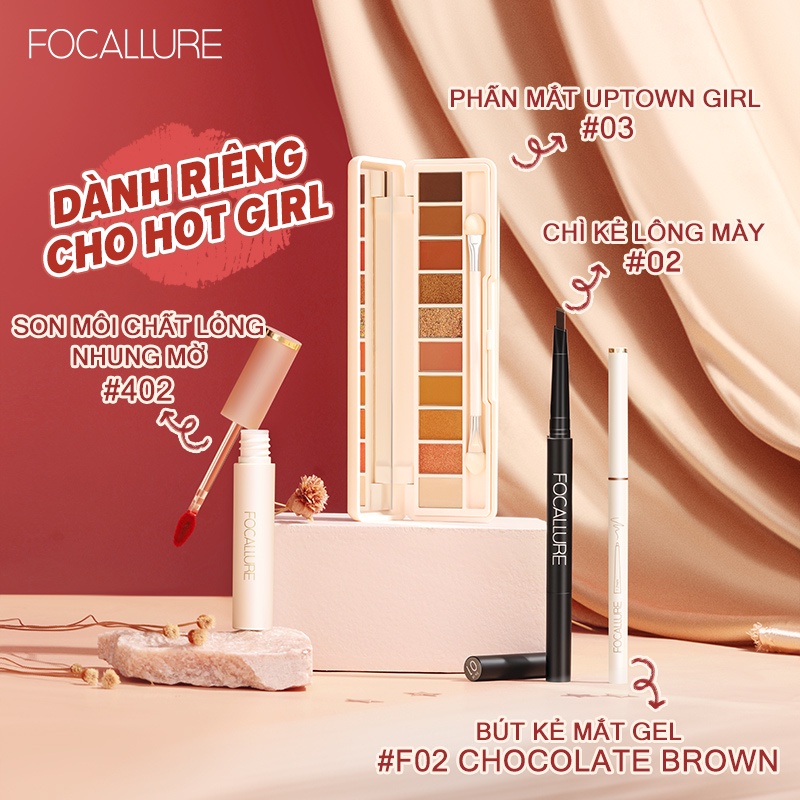 FOCALLURE
PHẤN MẮT UPTOWN GIRL
#03
DÀNH RIÊNG
CHO HOT GIRL
CHÌ KẺ LÔNG MÀY
#02
SON MÔI CHẤT LỎNG
NHUNG MỜ
#402
FOCALLURE
FOCALLURE
FOCALLURE
BÚT KẺ MẮT GEL
#F02 CHOCOLATE BROWN